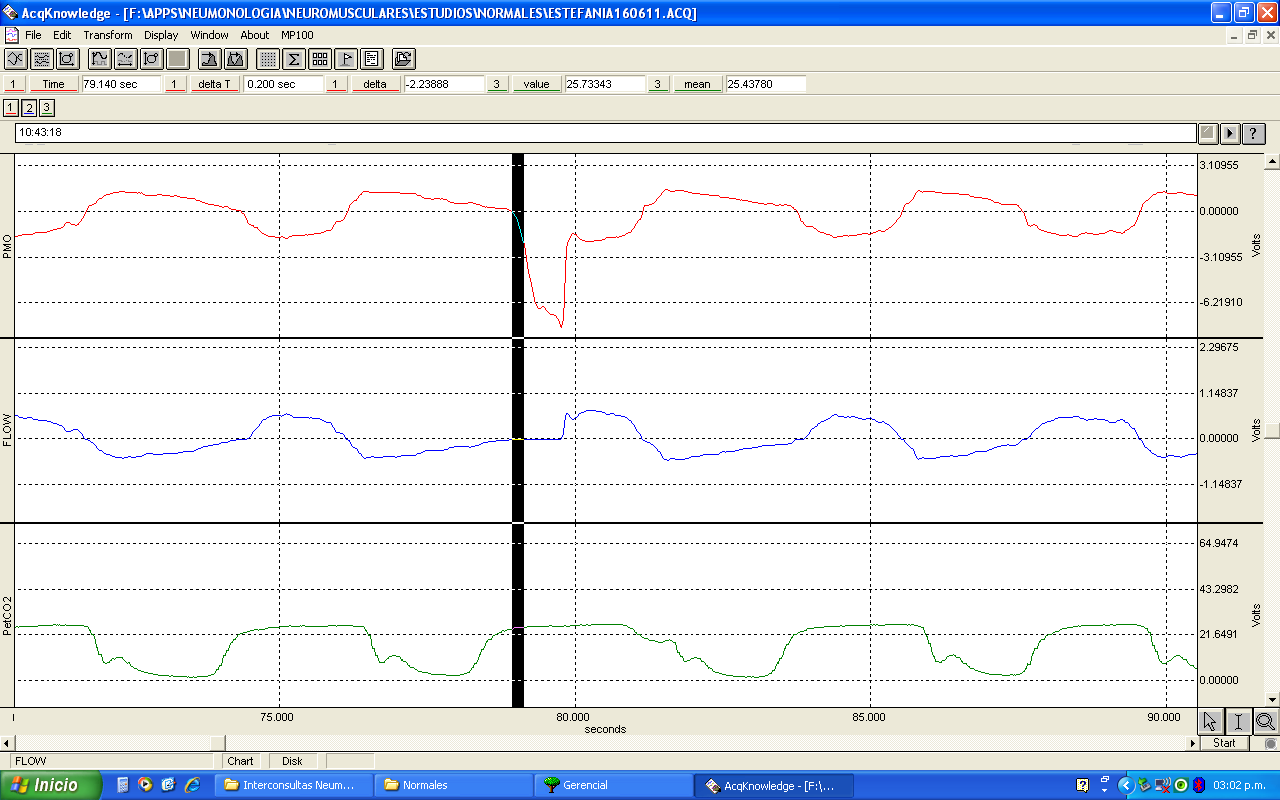 AcqKnowledge - [F:\APPS\NEUMONOLOGIA\NEUROMUSCULARES\ESTUDIOS\NORMALES\ESTEFANIA160611.ACQ]
File Edit Transform Display Window About MP100
1 Time 79.140 sec 1 delta T 0.200 sec 1 delta -2.23888 3 value 25.73343 3 mean 25.43780
1 2 3
10:43:18 ?
PMO
3.10955
0.00000
-3.10955
-6.21910
Volts
FLOW
2.29675
1.14837
0.00000
-1.14837
Volts
PetCO2
64.9474
43.2982
21.6491
0.00000
Volts
75.000 80.000 85.000 90.000
seconds
Start
FLOW Chart Disk
Inicio Interconsultas Neum... Normales Gerencial AcqKnowledge - [F:\... 03:02 p.m.